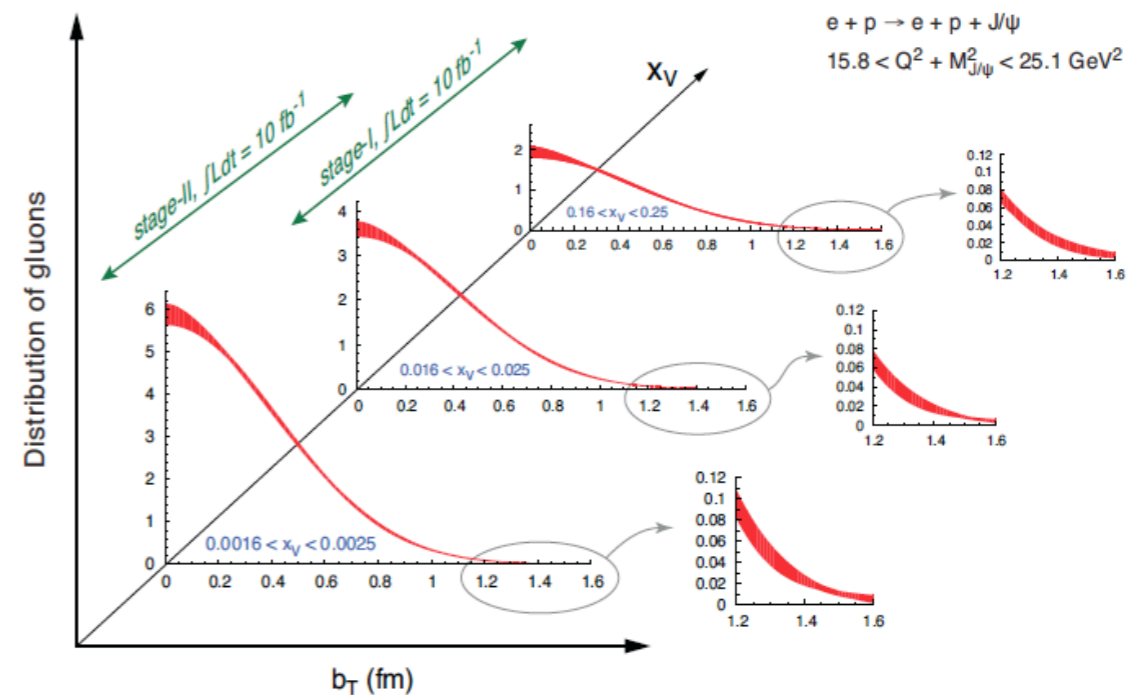 e + p → e + p + J/ψ
15.8 < Q² + M²J/ψ < 25.1 GeV²
xV
stage-II, ∫Ldt = 10 fb⁻¹
stage-I, ∫Ldt = 10 fb⁻¹
Distribution of gluons
2
1
0
0.16 < xV < 0.25
0 0.2 0.4 0.6 0.8 1 1.2 1.4 1.6
0.12
0.1
0.08
0.06
0.04
0.02
0
1.2 1.4 1.6
4
3
2
1
0
0.016 < xV < 0.025
0 0.2 0.4 0.6 0.8 1 1.2 1.4 1.6
0.12
0.1
0.08
0.06
0.04
0.02
0
1.2 1.4 1.6
6
5
4
3
2
1
0
0.0016 < xV < 0.0025
0 0.2 0.4 0.6 0.8 1 1.2 1.4 1.6
0.12
0.1
0.08
0.06
0.04
0.02
0
1.2 1.4 1.6
bT (fm)